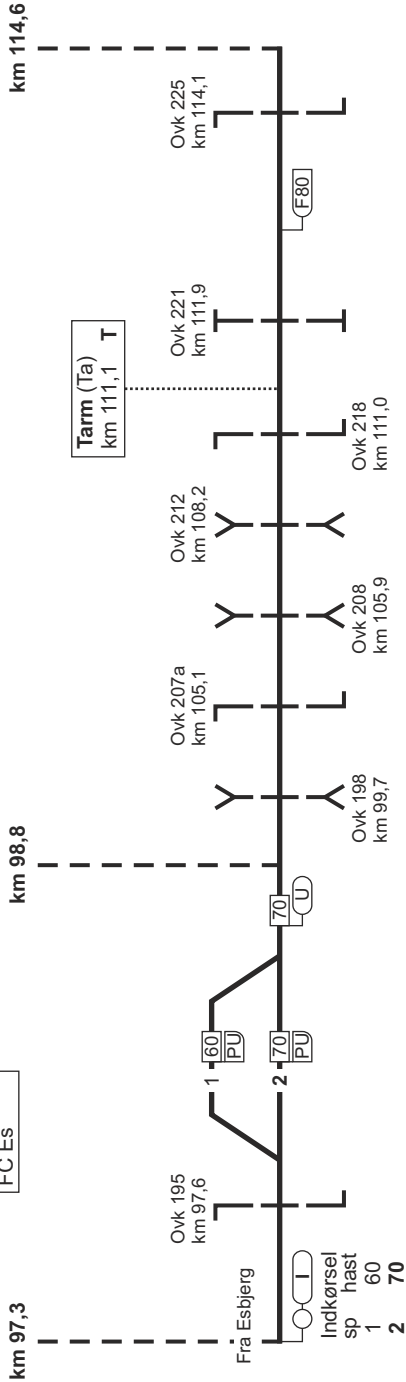 km 97,3
km 98,8
km 114,6
FC Es
Fra Esbjerg
Ovk 195
km 97,6
I
Indkørsel
sp hast
1 60
2 70
1
60
PU
2
70
PU
70
U
Ovk 198
km 99,7
Ovk 207a
km 105,1
Ovk 208
km 105,9
Ovk 212
km 108,2
Ovk 218
km 111,0
Tarm (Ta)
km 111,1 T
Ovk 221
km 111,9
F80
Ovk 225
km 114,1